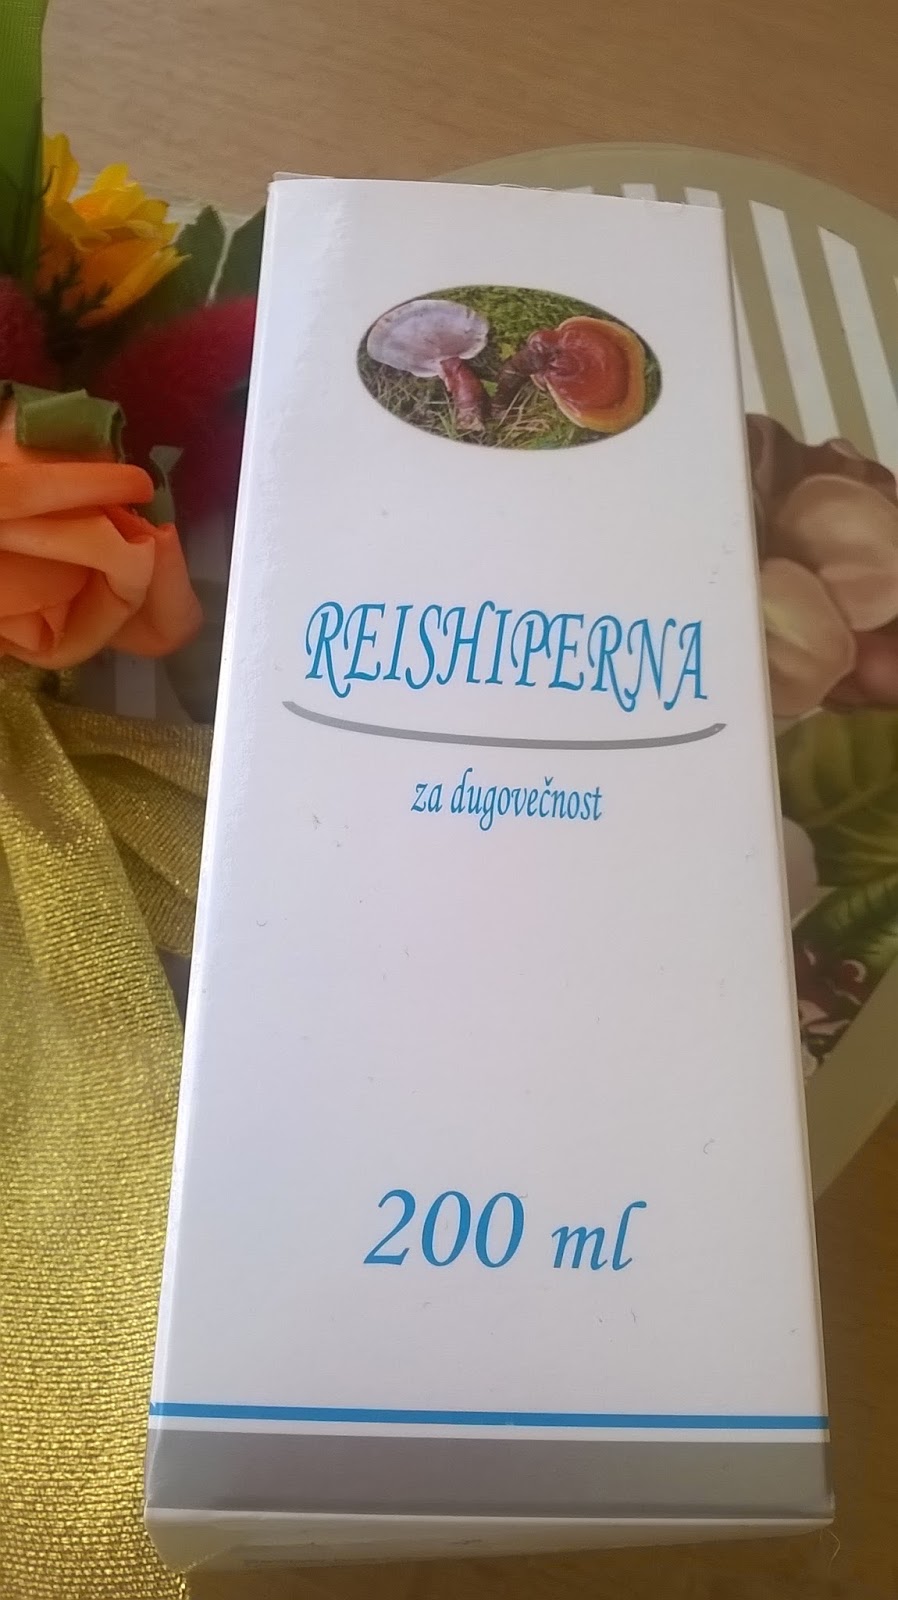 REISHIPERNA
za dugovečnost
200 ml